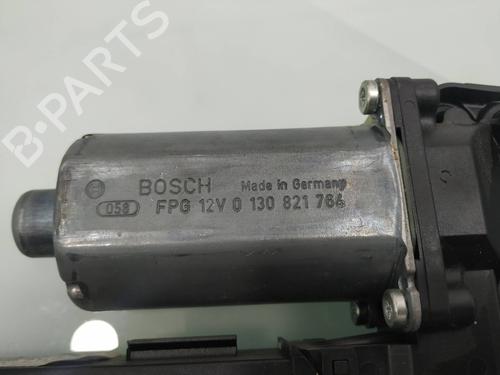 B-PARTS
BOSCH Made in Germany
058 FPG 12V 0 130 821 764